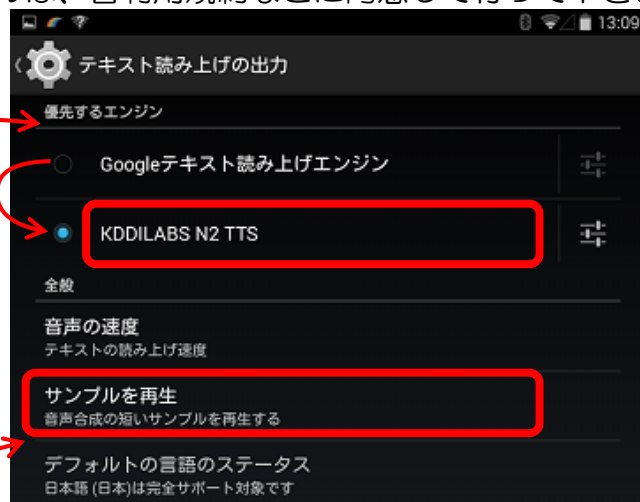 13:09
テキスト読み上げの出力
優先するエンジン
Googleテキスト読み上げエンジン
KDDILABS N2 TTS
全般
音声の速度
テキストの読み上げ速度
サンプルを再生
音声合成の短いサンプルを再生する
デフォルトの言語のステータス
日本語 (日本)は完全サポート対象です